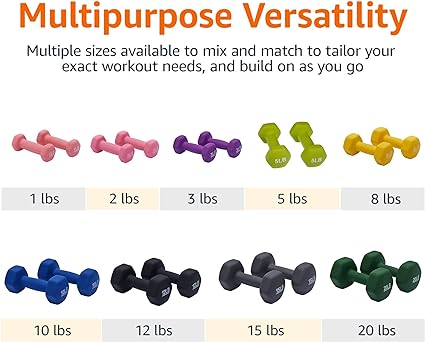 Multipurpose Versatility
Multiple sizes available to mix and match to tailor your
exact workout needs, and build on as you go
5LB 5LB
1 lbs 2 lbs 3 lbs 5 lbs 8 lbs
10 lbs 12 lbs 15 lbs 20 lbs